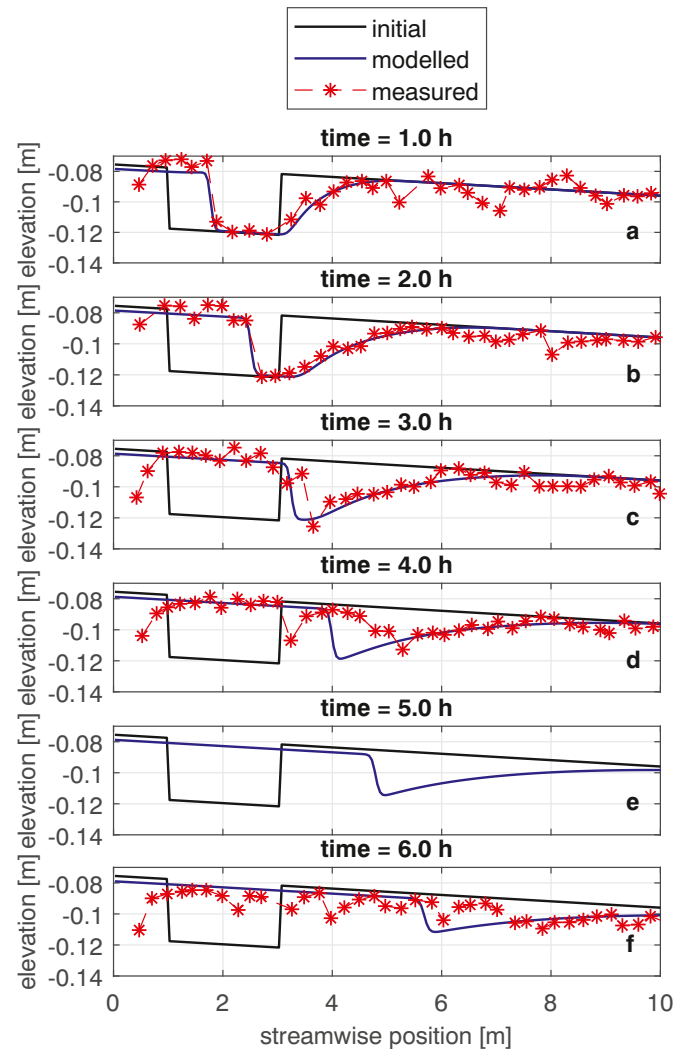 initial
modelled
measured
time = 1.0 h
elevation [m]
-0.08
-0.1
-0.12
-0.14
a
time = 2.0 h
elevation [m]
-0.08
-0.1
-0.12
-0.14
b
time = 3.0 h
elevation [m]
-0.08
-0.1
-0.12
-0.14
c
time = 4.0 h
elevation [m]
-0.08
-0.1
-0.12
-0.14
d
time = 5.0 h
elevation [m]
-0.08
-0.1
-0.12
-0.14
e
time = 6.0 h
elevation [m]
-0.08
-0.1
-0.12
-0.14
f
0 2 4 6 8 10
streamwise position [m]